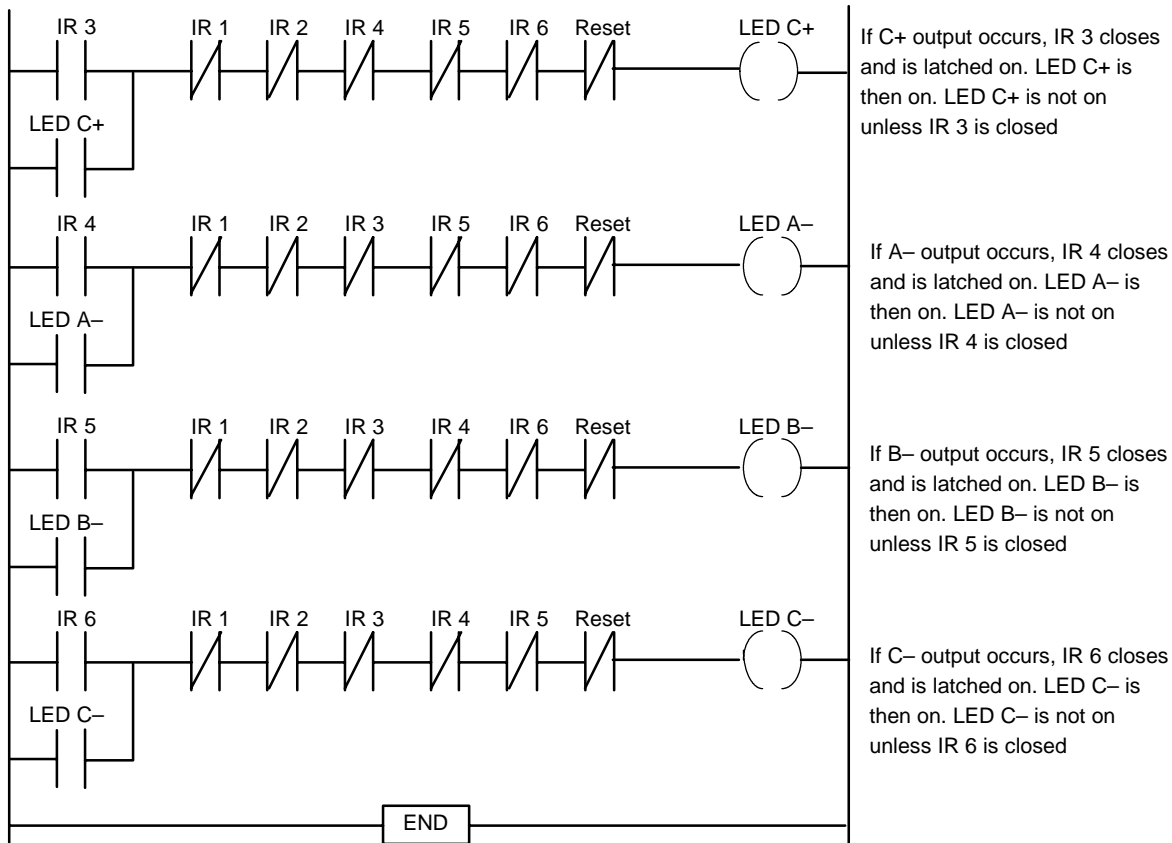 IR 3 IR 1 IR 2 IR 4 IR 5 IR 6 Reset LED C+
LED C+
If C+ output occurs, IR 3 closes
and is latched on. LED C+ is
then on. LED C+ is not on
unless IR 3 is closed
IR 4 IR 1 IR 2 IR 3 IR 5 IR 6 Reset LED A–
LED A–
If A– output occurs, IR 4 closes
and is latched on. LED A– is
then on. LED A– is not on
unless IR 4 is closed
IR 5 IR 1 IR 2 IR 3 IR 4 IR 6 Reset LED B–
LED B–
If B– output occurs, IR 5 closes
and is latched on. LED B– is
then on. LED B– is not on
unless IR 5 is closed
IR 6 IR 1 IR 2 IR 3 IR 4 IR 5 Reset LED C–
LED C–
If C– output occurs, IR 6 closes
and is latched on. LED C– is
then on. LED C– is not on
unless IR 6 is closed
END